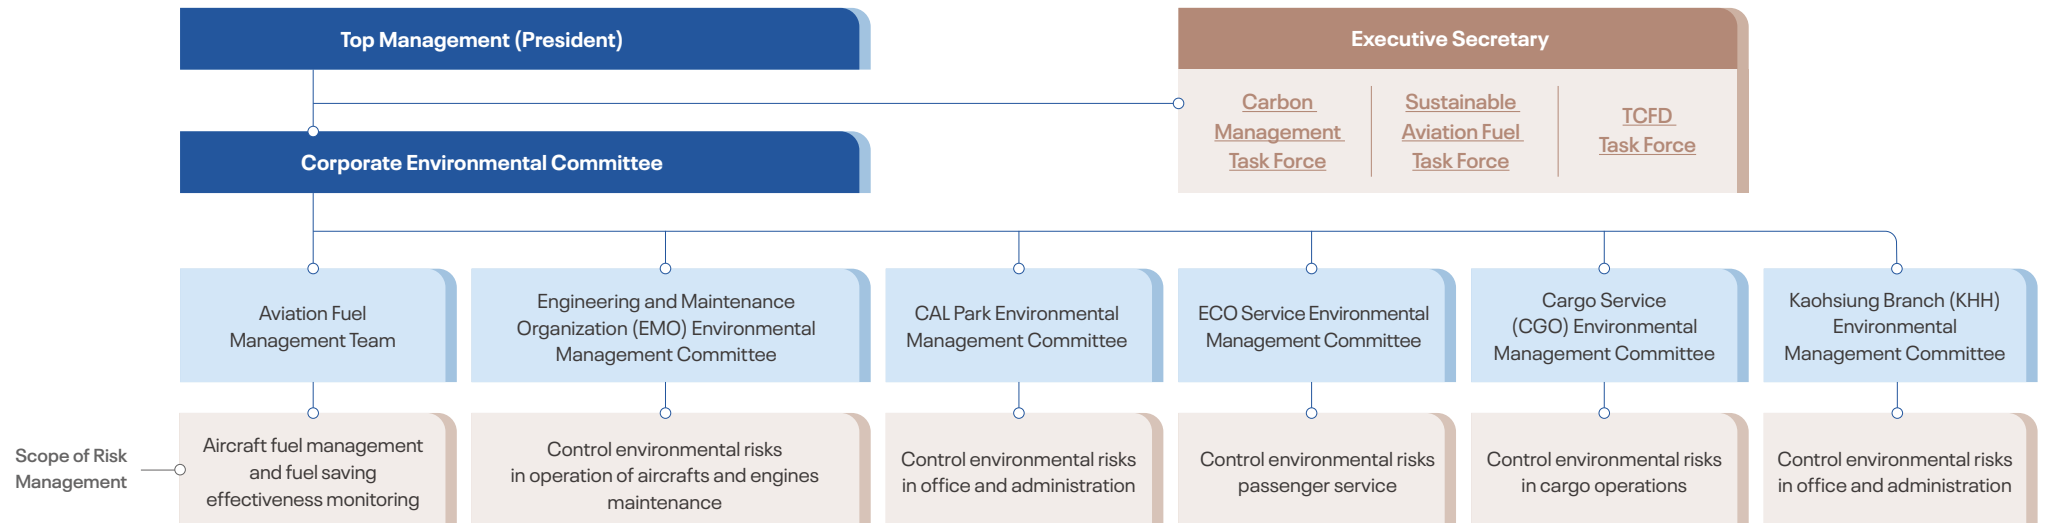 Top Management (President)
Executive Secretary
Carbon
Management
Task Force
Sustainable
Aviation Fuel
Task Force
TCFD
Task Force
Corporate Environmental Committee
Aviation Fuel
Management Team
Engineering and Maintenance
Organization (EMO) Environmental
Management Committee
CAL Park Environmental
Management Committee
ECO Service Environmental
Management Committee
Cargo Service
(CGO) Environmental
Management Committee
Kaohsiung Branch (KHH)
Environmental
Management Committee
Scope of Risk
Management
Aircraft fuel management
and fuel saving
effectiveness monitoring
Control environmental risks
in operation of aircrafts and engines
maintenance
Control environmental risks
in office and administration
Control environmental risks
passenger service
Control environmental risks
in cargo operations
Control environmental risks
in office and administration